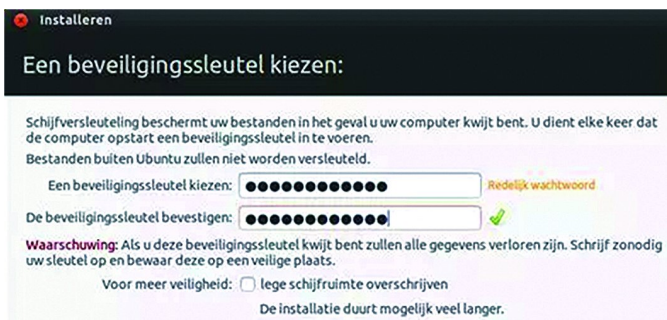 Installeren
Een beveiligingssleutel kiezen:
Schijfversleuteling beschermt uw bestanden in het geval u uw computer kwijt bent. U dient elke keer dat
de computer opstart een beveiligingssleutel in te voeren.
Bestanden buiten Ubuntu zullen niet worden versleuteld.
Een beveiligingssleutel kiezen: ●●●●●●●●●●●● Redelijk wachtwoord
De beveiligingssleutel bevestigen: ●●●●●●●●●●●●
Waarschuwing: Als u deze beveiligingssleutel kwijt bent zullen alle gegevens verloren zijn. Schrijf zonodig
uw sleutel op en bewaar deze op een veilige plaats.
Voor meer veiligheid: lege schijfruimte overschrijven
De installatie duurt mogelijk veel langer.